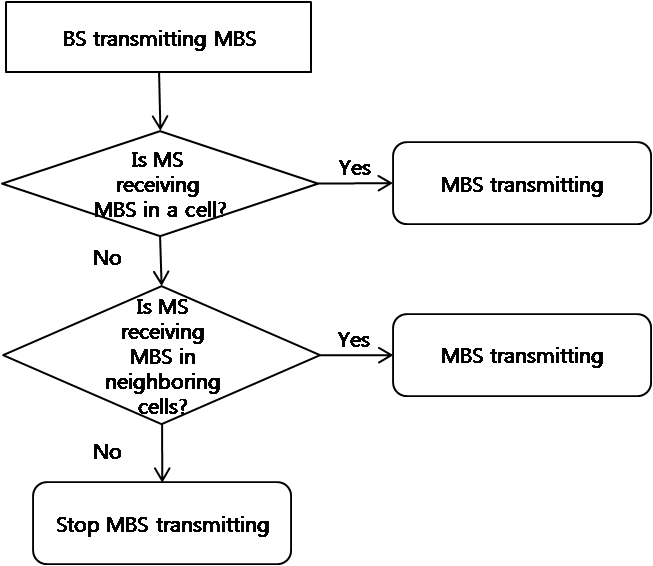 BS transmitting MBS
Is MS
receiving
MBS in a cell?
Yes
MBS transmitting
No
Is MS
receiving
MBS in
neighboring
cells?
Yes
MBS transmitting
No
Stop MBS transmitting